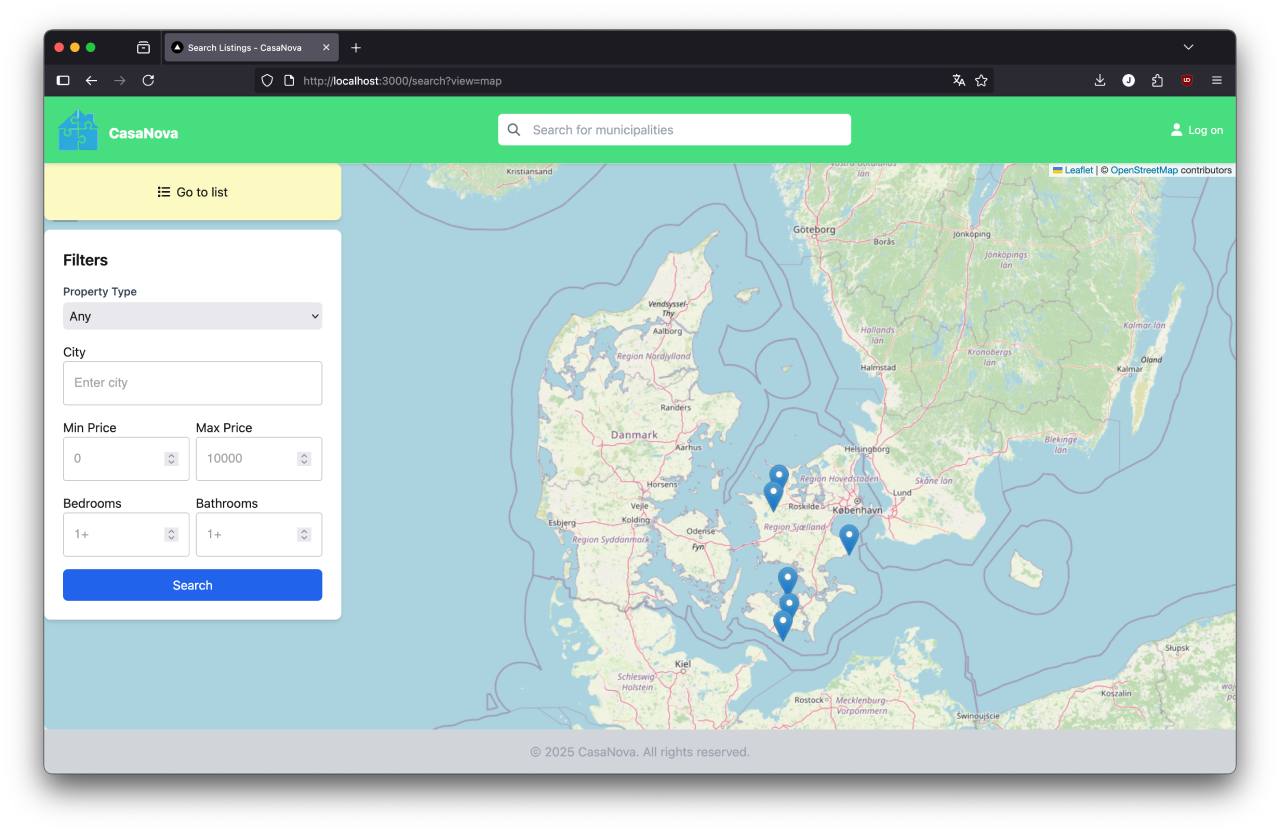 Search Listings – CasaNova
http://localhost:3000/search?view=map
J
CasaNova
Search for municipalities
Log on
Go to list
Leaflet | © OpenStreetMap contributors
Filters
Property Type
Any
City
Enter city
Min Price
Max Price
0
10000
Bedrooms
Bathrooms
1+
1+
Search
Kristiansand
Västra Götalands
län
Göteborg
Borås
Jönköping
Jönköpings
län
Vendsyssel-
Thy
Aalborg
Region Nordjylland
Hallands
län
Kronobergs
län
Kalmar län
Öland
Kalmar
Halmstad
Randers
Danmark
Aarhus
Blekinge
län
Helsingborg
Region Hovedstaden
Skåne län
Horsens
Lund
Vejle
Roskilde
København
Esbjerg
Kolding
Region Sjælland
Odense
Region Syddanmark
Fyn
Kiel
Schleswig-
Holstein
Słupsk
Koszalin
Rostock
Mecklenburg-
Vorpommern
Świnoujście
© 2025 CasaNova. All rights reserved.